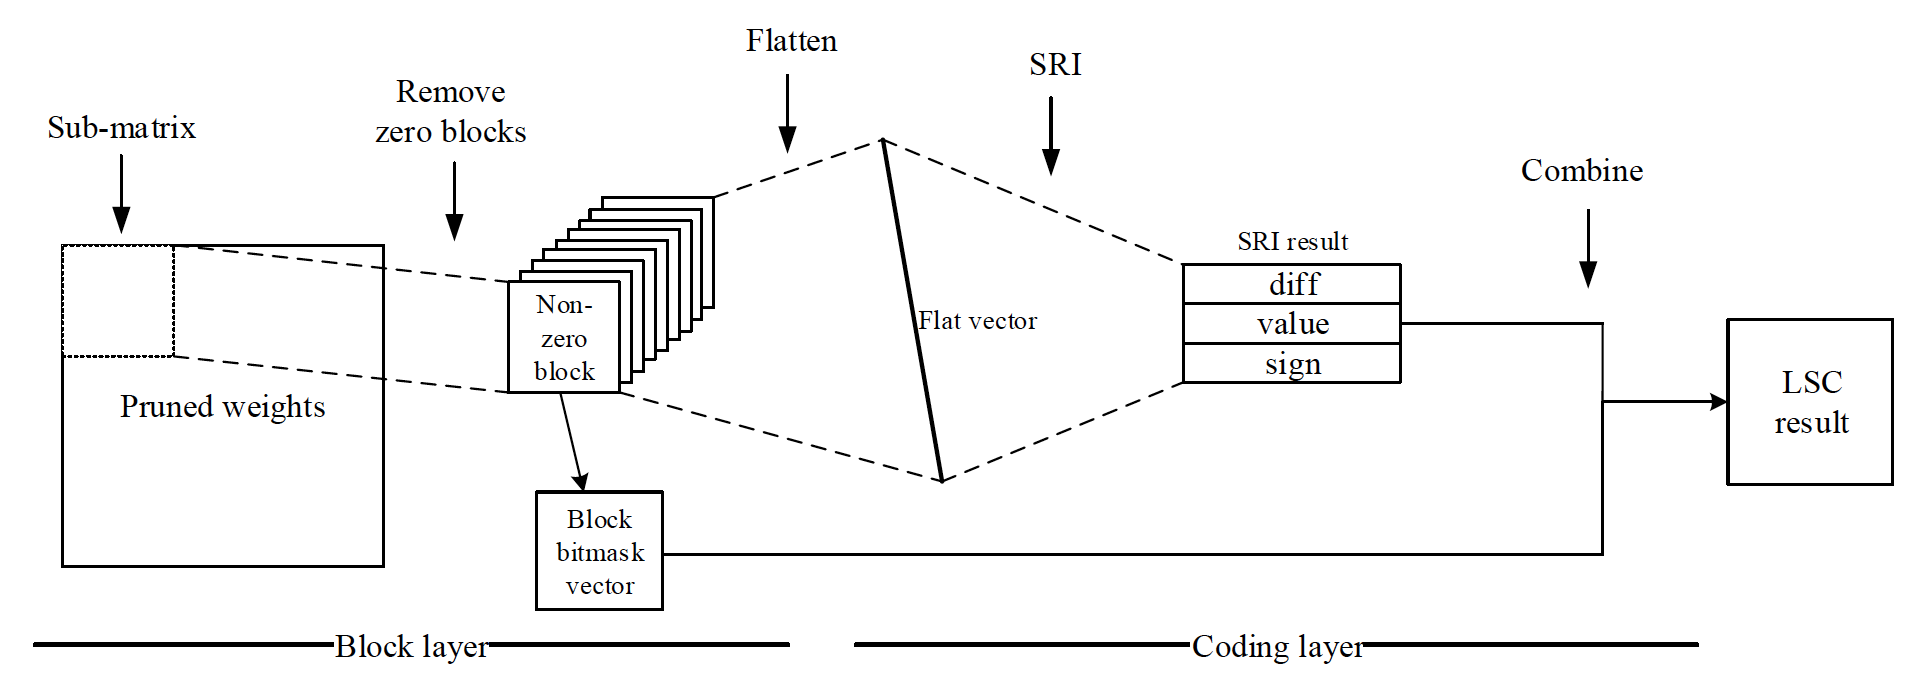 Flatten
SRI
Remove
zero blocks
Sub-matrix
Combine
SRI result
diff
value
sign
Non-
zero
block
Flat vector
Pruned weights
LSC
result
Block
bitmask
vector
Block layer
Coding layer